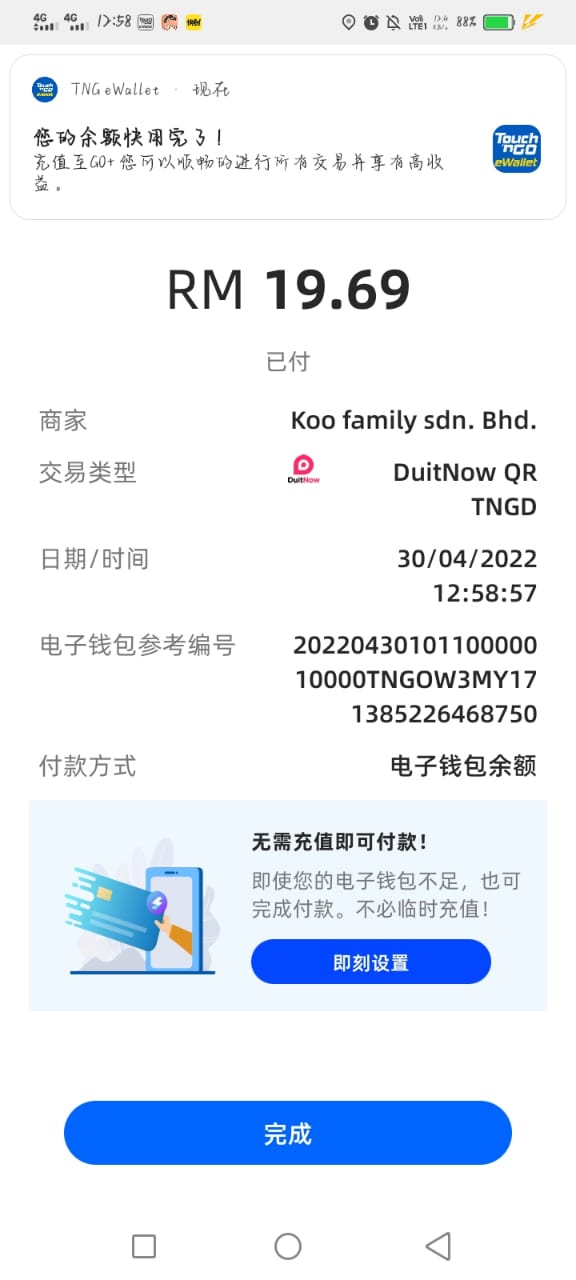 4G 4G 12:58 88%
VoLTE1
TNG eWallet · 现在
您的余额快用完了！
充值至GO+您可以顺畅的进行所有交易并享有高收
益。
Touch
'nGO
eWallet
RM 19.69
已付
商家 Koo family sdn. Bhd.
交易类型 DuitNow DuitNow QR
TNGD
日期/时间 30/04/2022
12:58:57
电子钱包参考编号 20220430101100000
10000TNGOW3MY17
1385226468750
付款方式 电子钱包余额
无需充值即可付款！
即使您的电子钱包不足，也可
完成付款。不必临时充值！
即刻设置
完成